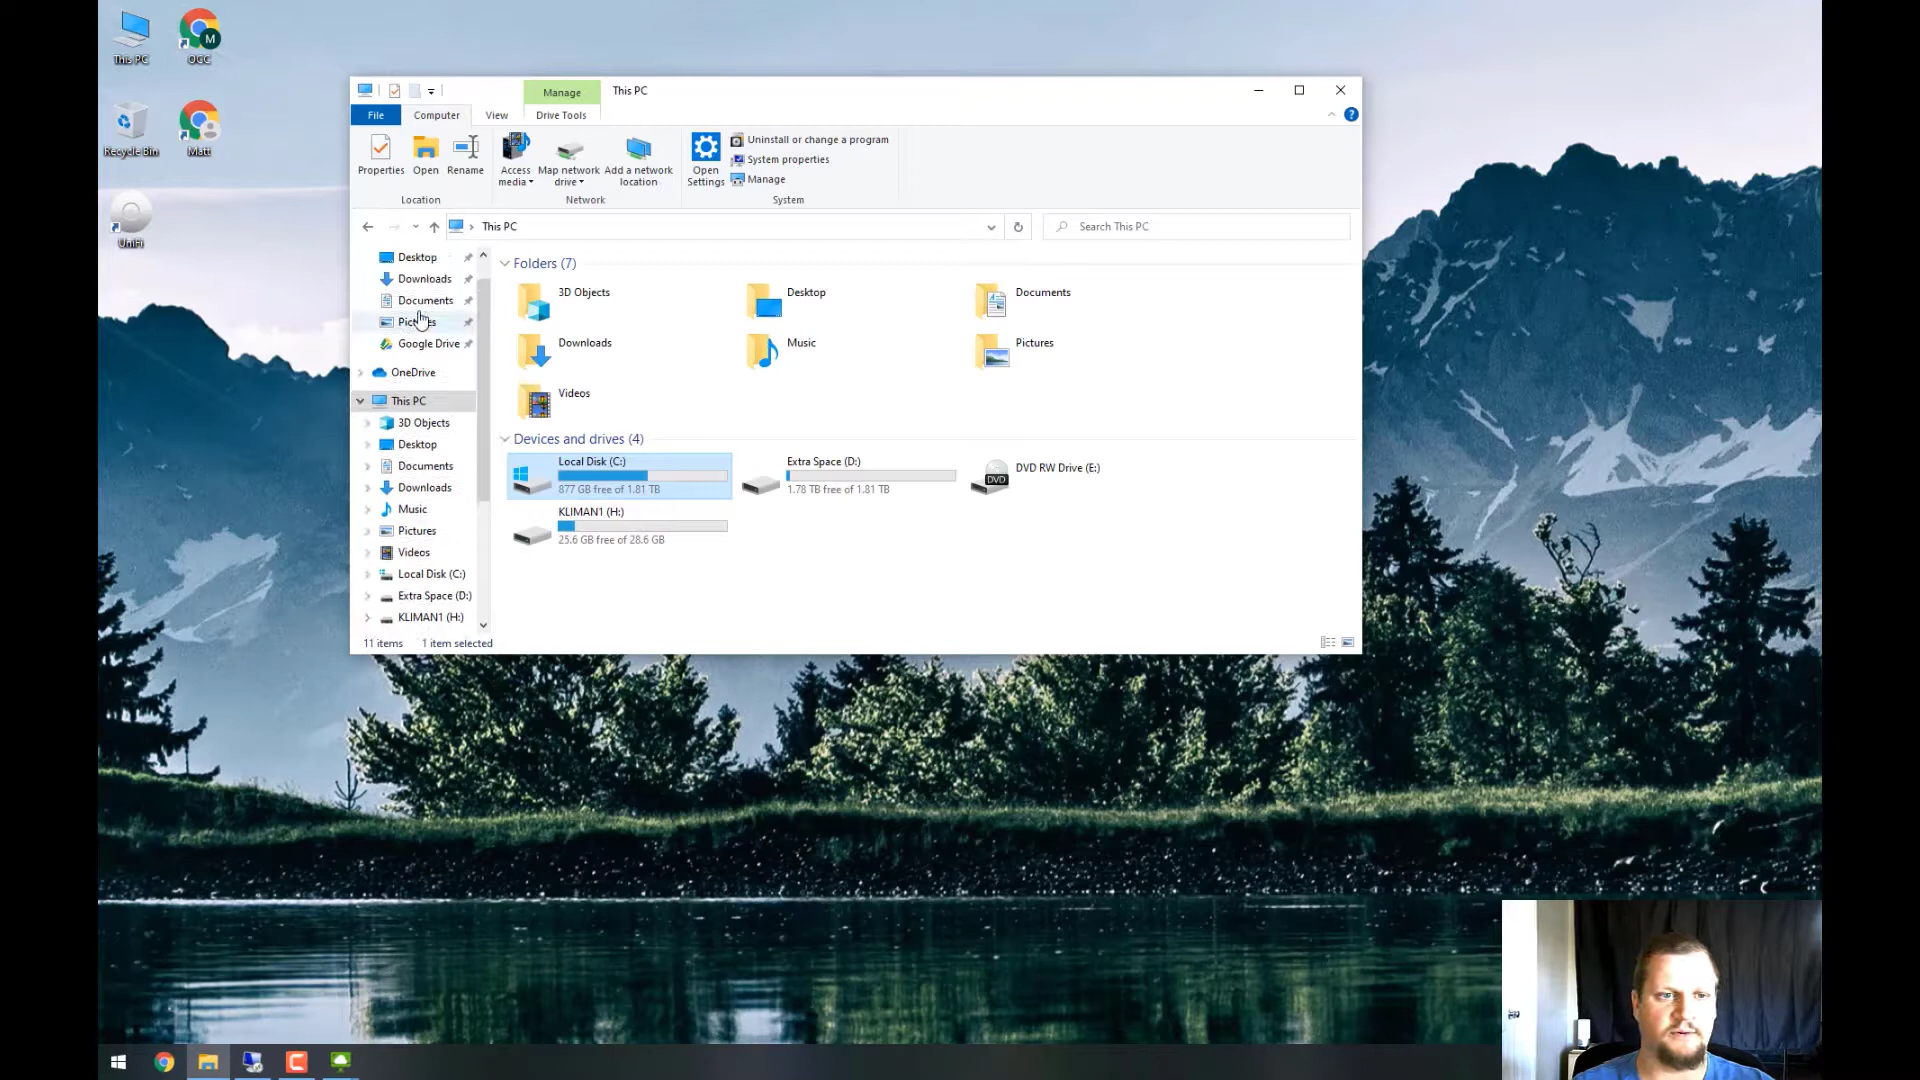 This PC
OCC
M
Recycle Bin
Matt
UniFi
Manage
This PC
File
Computer
View
Drive Tools
Properties
Open
Rename
Access media
Map network drive
Add a network location
Open Settings
Uninstall or change a program
System properties
Manage
Location
Network
System
This PC
Search This PC
Desktop
Downloads
Documents
Pictures
Google Drive
OneDrive
This PC
3D Objects
Desktop
Documents
Downloads
Music
Pictures
Videos
Local Disk (C:)
Extra Space (D:)
KLIMAN1 (H:)
Folders (7)
3D Objects
Desktop
Documents
Downloads
Music
Pictures
Videos
Devices and drives (4)
Local Disk (C:)
877 GB free of 1.81 TB
Extra Space (D:)
1.78 TB free of 1.81 TB
DVD
DVD RW Drive (E:)
KLIMAN1 (H:)
25.6 GB free of 28.6 GB
11 items
1 item selected